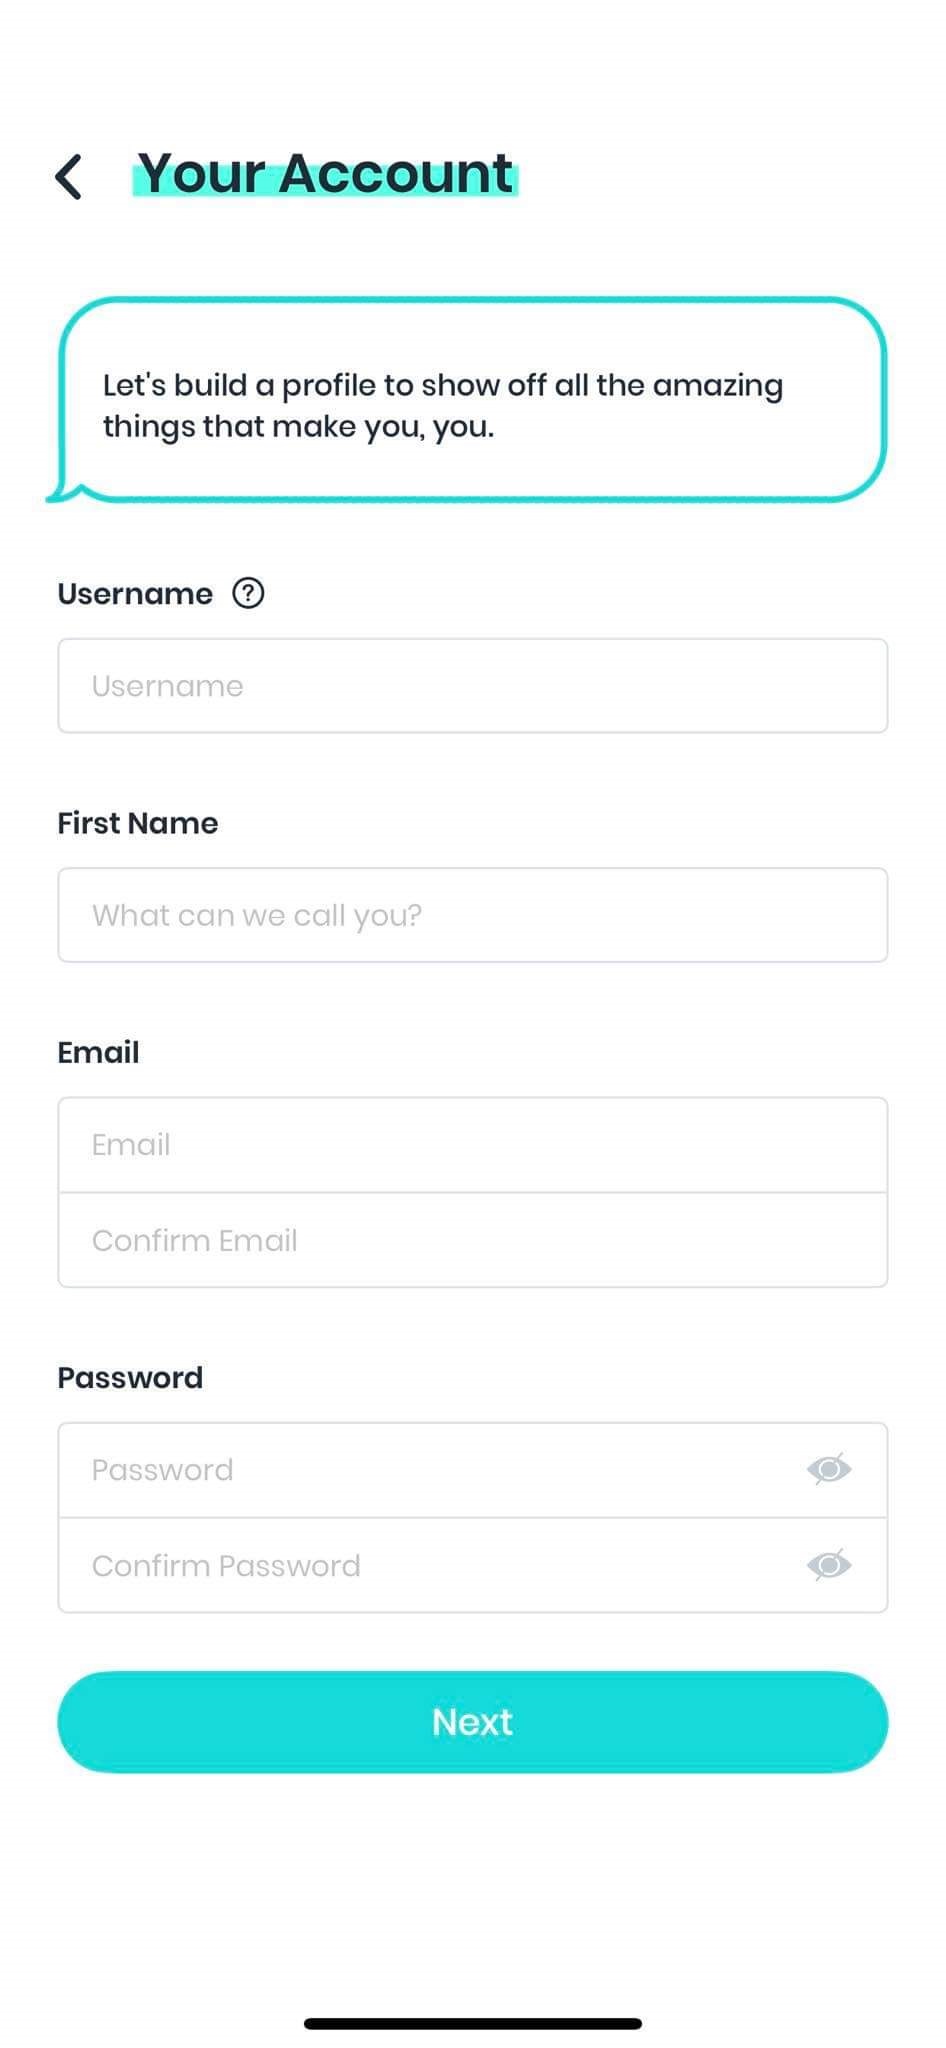 Your Account
Let's build a profile to show off all the amazing
things that make you, you.
Username ?
Username
First Name
What can we call you?
Email
Email
Confirm Email
Password
Password
Confirm Password
Next